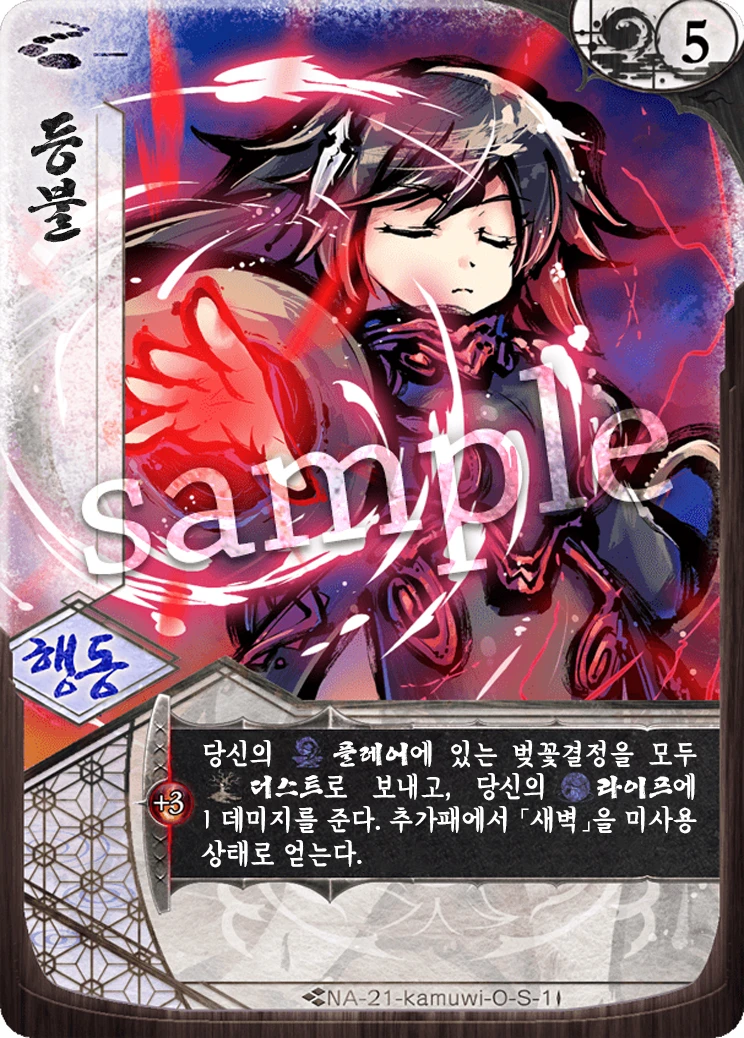 5
등불
sample
행동
+3
당신의 플레어에 있는 벚꽃결정을 모두
더스트로 보내고, 당신의 라이프에
1 데미지를 준다. 추가패에서 「새벽」을 미사용
상태로 얻는다.
NA-21-kamuwi-O-S-1